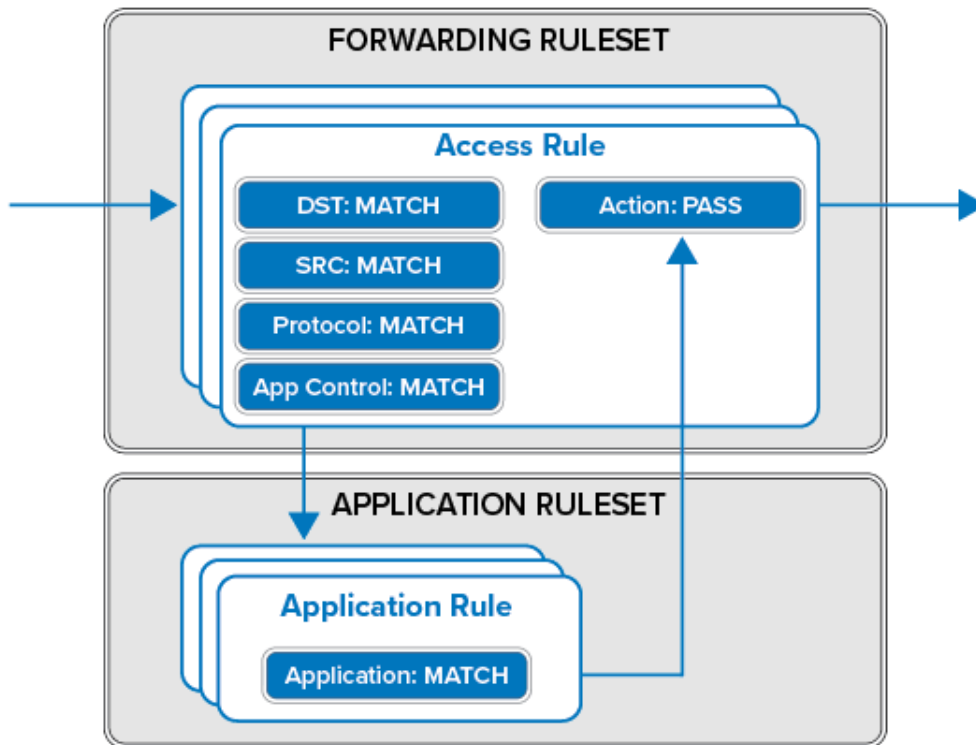 FORWARDING RULESET
Access Rule
DST: MATCH
Action: PASS
SRC: MATCH
Protocol: MATCH
App Control: MATCH
APPLICATION RULESET
Application Rule
Application: MATCH